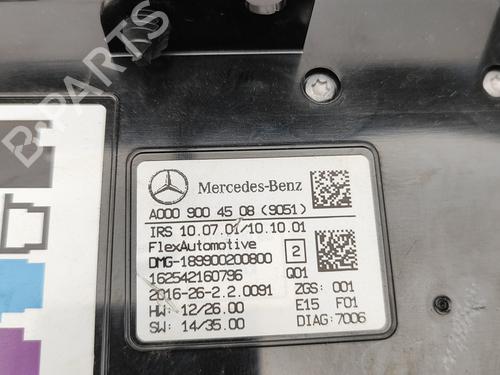 B-PARTS
Mercedes-Benz
A000 900 45 08 (9051)
IRS 10.07.01/10.10.01
FlexAutomotive
DMG-189900200800
2
162542160796
Q01
2016-26-2.2.0091
ZGS: 001
HW: 12/26.00
E15 F01
SW: 14/35.00
DIAG: 7006